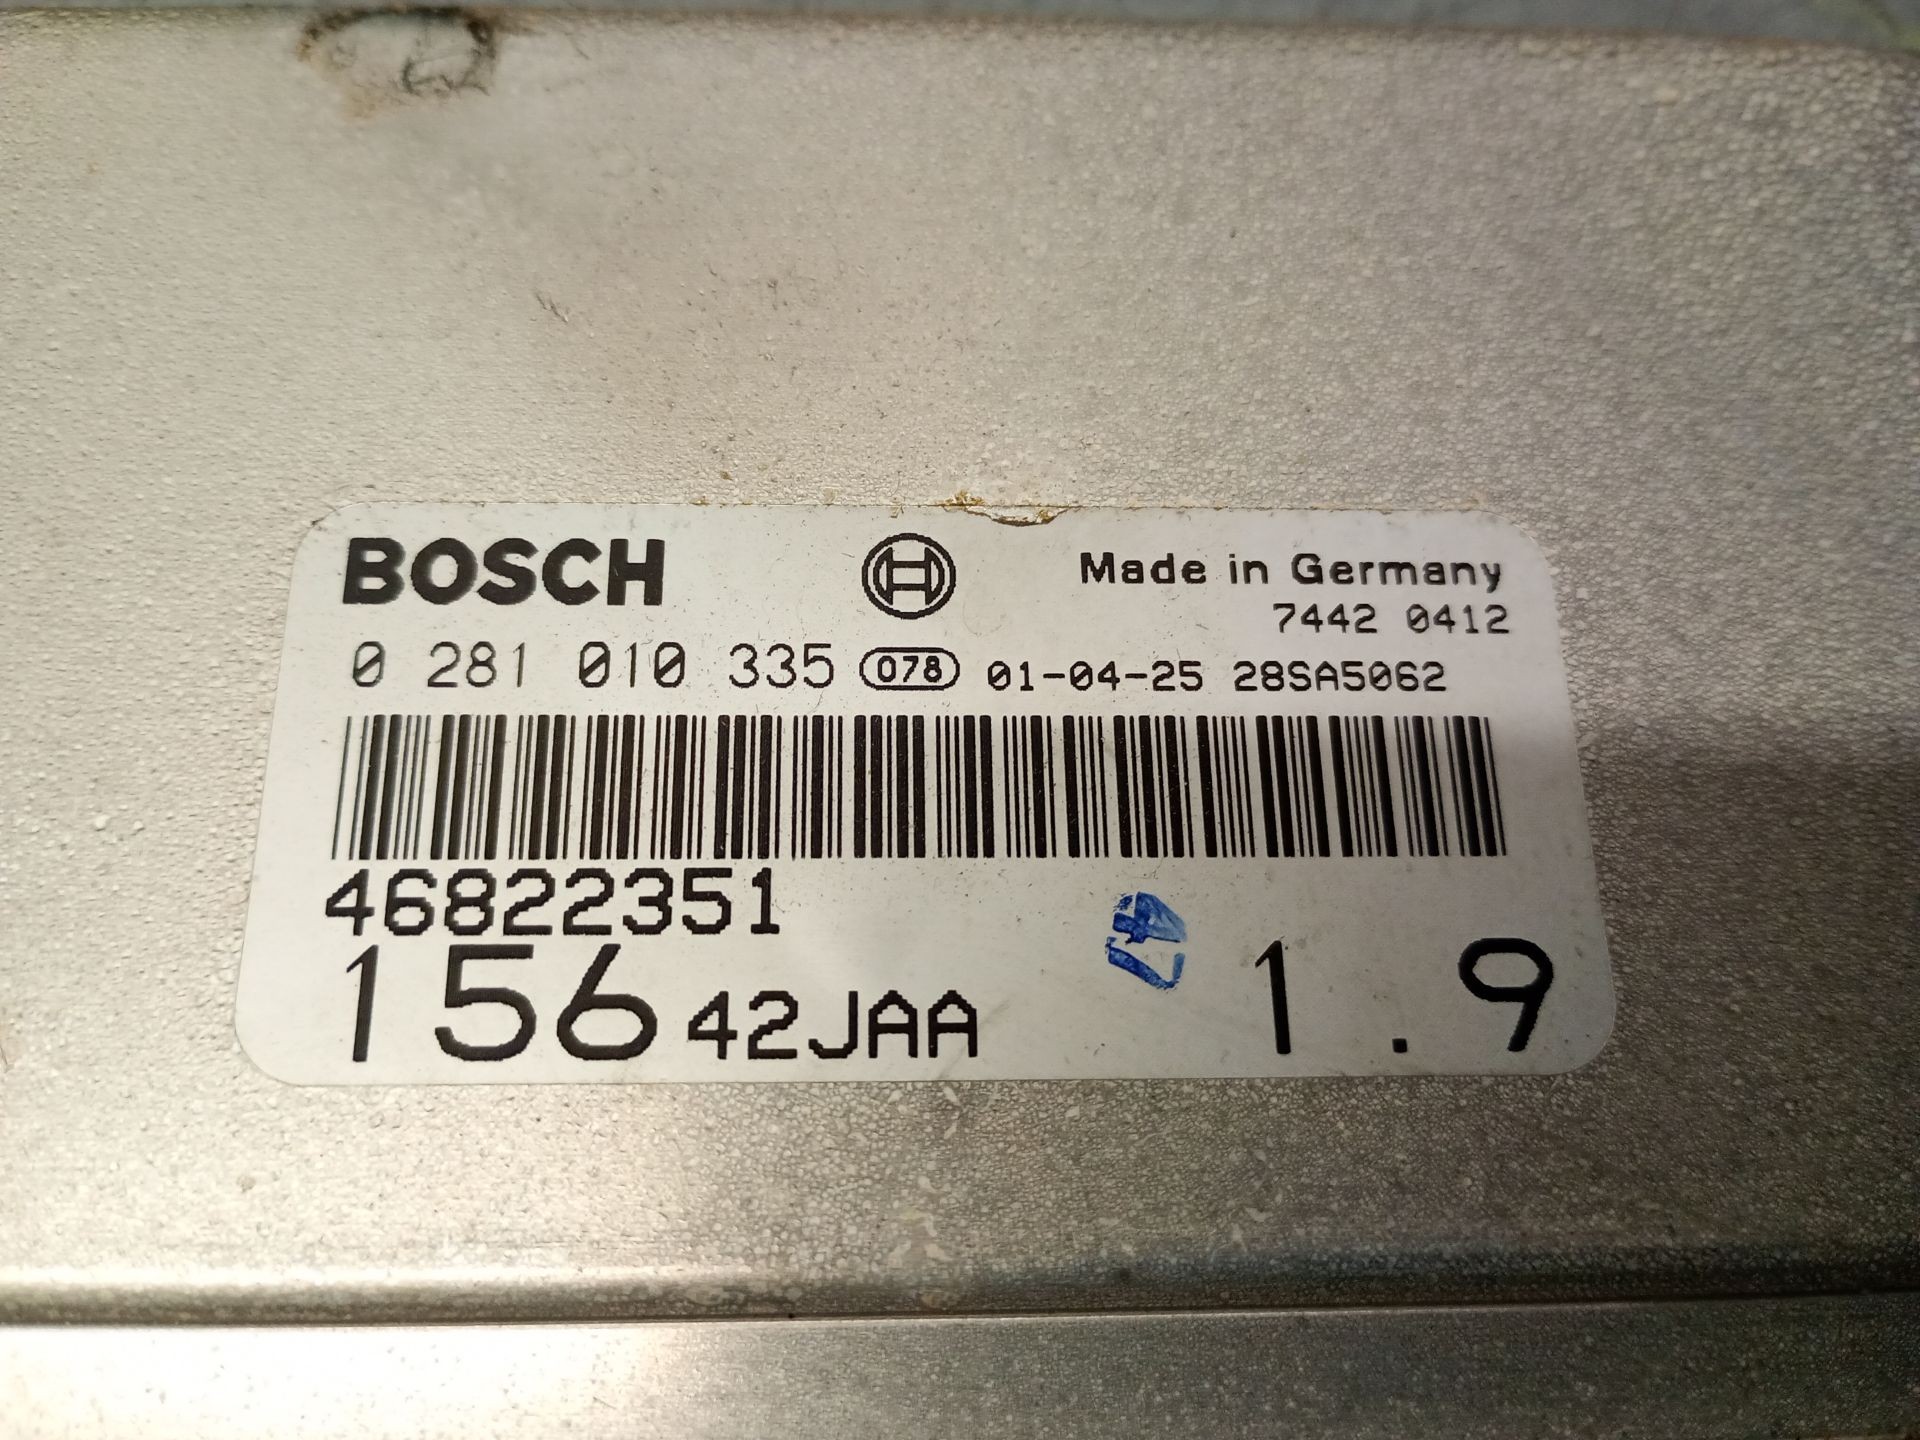 BOSCH Made in Germany
7442 0412
0 281 010 335 078 01-04-25 28SA5062
46822351
156 42JAA 1.9